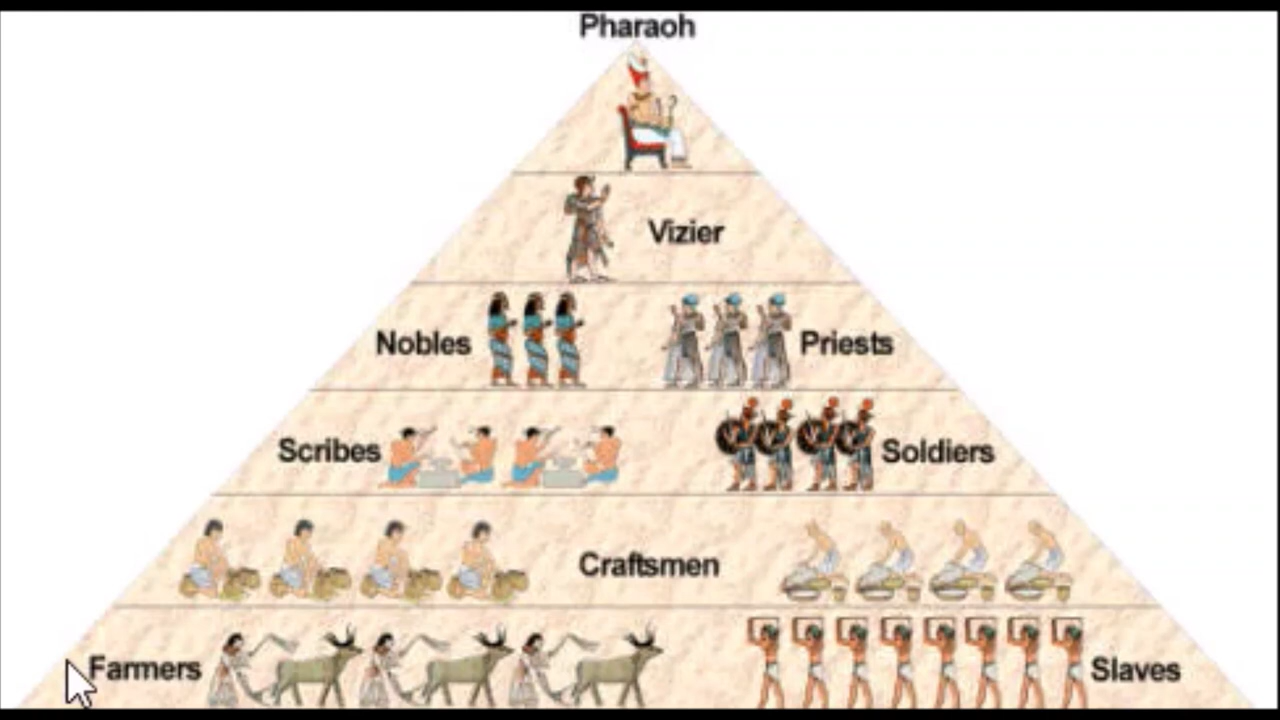 Pharaoh
Vizier
Nobles
Priests
Scribes
Soldiers
Craftsmen
Farmers
Slaves